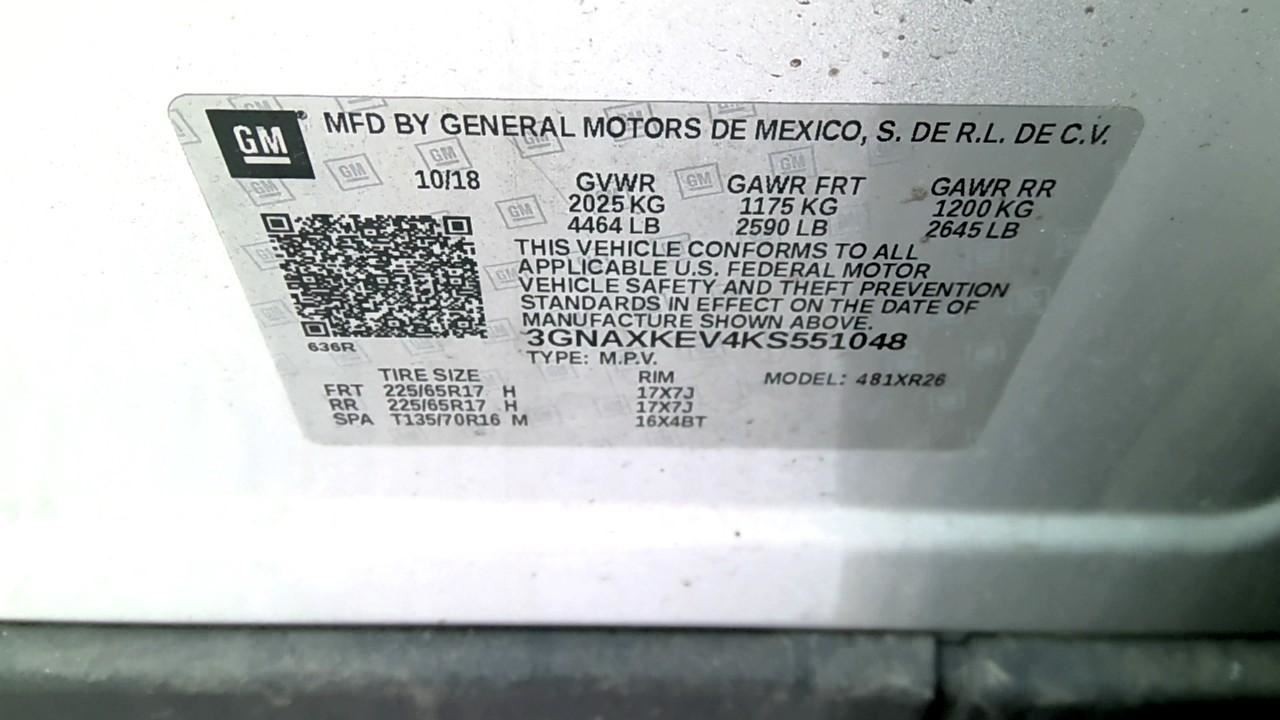 GM® MFD BY GENERAL MOTORS DE MEXICO, S. DE R.L. DE C.V.
10/18 GVWR GAWR FRT GAWR RR
2025 KG 1175 KG 1200 KG
4464 LB 2590 LB 2645 LB
THIS VEHICLE CONFORMS TO ALL
APPLICABLE U.S. FEDERAL MOTOR
VEHICLE SAFETY AND THEFT PREVENTION
STANDARDS IN EFFECT ON THE DATE OF
MANUFACTURE SHOWN ABOVE.
3GNAXKEV4KS551048
636R TYPE: M.P.V.
TIRE SIZE RIM MODEL: 481XR26
FRT 225/65R17 H 17X7J
RR 225/65R17 H 17X7J
SPA T135/70R16 M 16X4BT